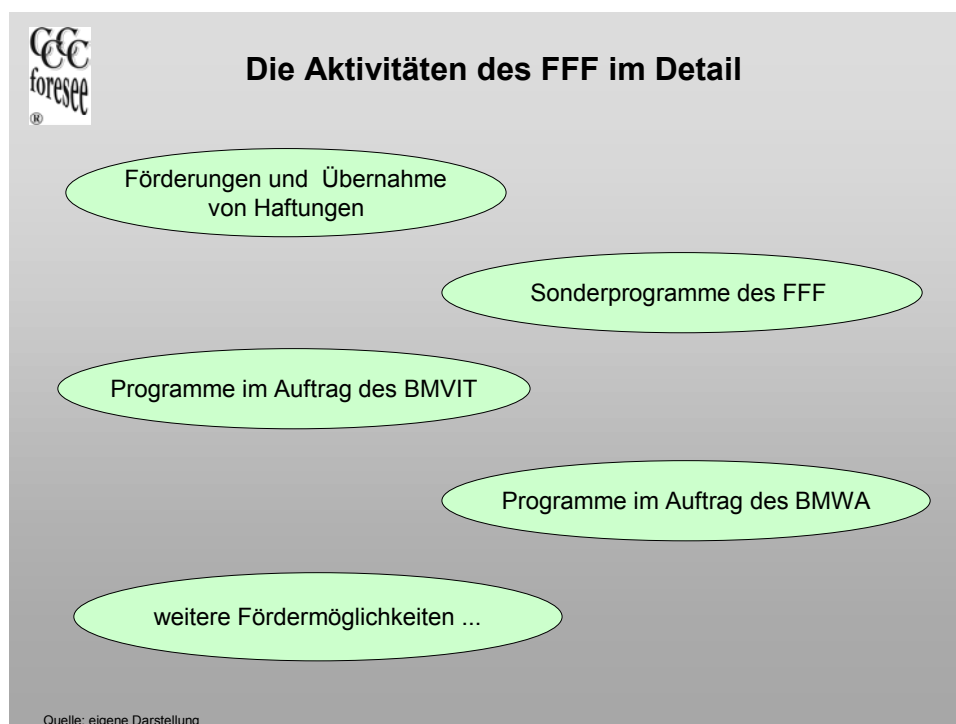 CCCC
foresee
®
Die Aktivitäten des FFF im Detail
Förderungen und Übernahme
von Haftungen
Sonderprogramme des FFF
Programme im Auftrag des BMVIT
Programme im Auftrag des BMWA
weitere Fördermöglichkeiten ...
Quelle: eigene Darstellung